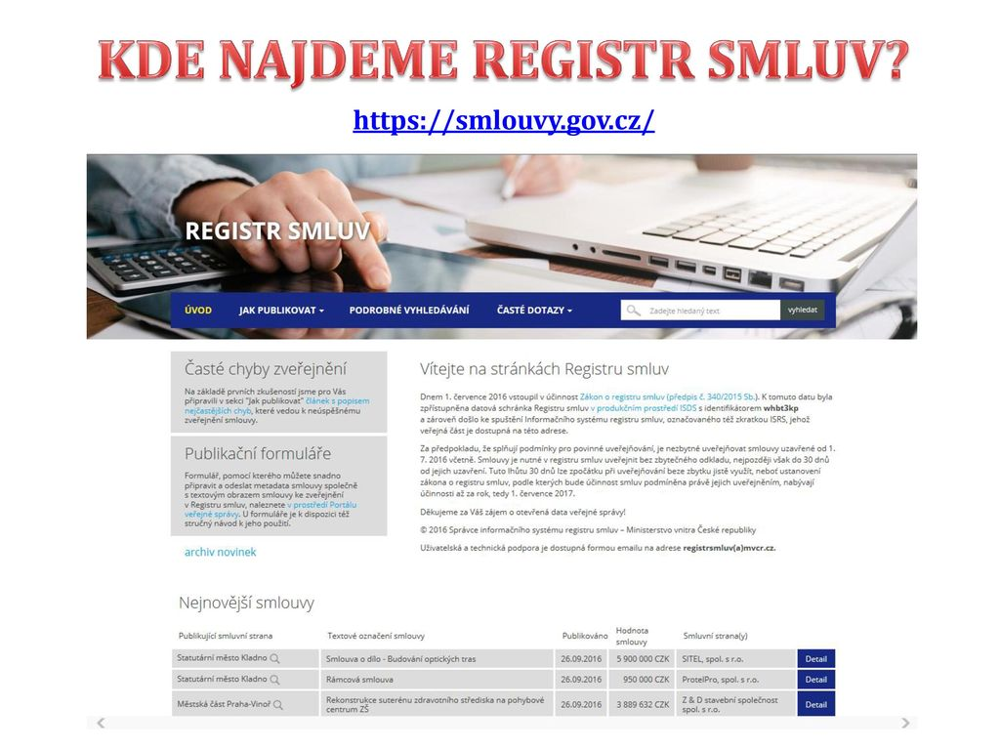 KDE NAJDEME REGISTR SMLUV?
https://smlouvy.gov.cz/
REGISTR SMLUV
ÚVOD JAK PUBLIKOVAT PODROBNÉ VYHLEDÁVÁNÍ ČASTÉ DOTAZY Zadejte hledaný text vyhledat
Časté chyby zveřejnění
Na základě prvních zkušeností jsme pro Vás
připravili v sekci "Jak publikovat" článek s popisem
nejčastějších chyb, které vedou k neúspěšnému
zveřejnění smlouvy.
Publikační formuláře
Formulář, pomocí kterého můžete snadno
připravit a odeslat metadata smlouvy společně
s textovým obrazem smlouvy ke zveřejnění
v Registru smluv, naleznete v prostředí Portálu
veřejné správy. U formuláře je k dispozici též
stručný návod k jeho použití.
archiv novinek
Vítejte na stránkách Registru smluv
Dnem 1. července 2016 vstoupil v účinnost Zákon o registru smluv (předpis č. 340/2015 Sb.). K tomuto datu byla
zpřístupněna datová schránka Registru smluv v produkčním prostředí ISDS s identifikátorem whbt3kp
a zároveň došlo ke spuštění Informačního systému registru smluv, označovaného též zkratkou ISRS, jehož
veřejná část je dostupná na této adrese.
Za předpokladu, že splňují podmínky pro povinné uveřejňování, je nezbytné uveřejňovat smlouvy uzavřené od 1.
7. 2016 včetně. Smlouvy je nutné v registru smluv uveřejnit bez zbytečného odkladu, nejpozději však do 30 dnů
od jejich uzavření. Tuto lhůtu 30 dnů lze zpočátku při uveřejňování beze zbytku jistě využít, neboť ustanovení
zákona o registru smluv, podle kterých bude účinnost smluv podmíněna právě jejich uveřejněním, nabývají
účinnosti až za rok, tedy 1. července 2017.
Děkujeme za Váš zájem o otevřená data veřejné správy!
© 2016 Správce informačního systému registru smluv – Ministerstvo vnitra České republiky
Uživatelská a technická podpora je dostupná formou emailu na adrese registrsmluv(a)mvcr.cz.
Nejnovější smlouvy
Publikující smluvní strana Textové označení smlouvy Publikováno Hodnota smlouvy Smluvní strana(y)
Statutární město Kladno Smlouva o dílo - Budování optických tras 26.09.2016 5 900 000 CZK SITEL, spol. s r.o. Detail
Statutární město Kladno Rámcová smlouva 26.09.2016 950 000 CZK ProtelPro, spol. s r.o. Detail
Městská část Praha-Vinoř Rekonstrukce suterénu zdravotního střediska na pohybové centrum ZŠ 26.09.2016 3 889 632 CZK Z & D stavební společnost spol. s r.o. Detail